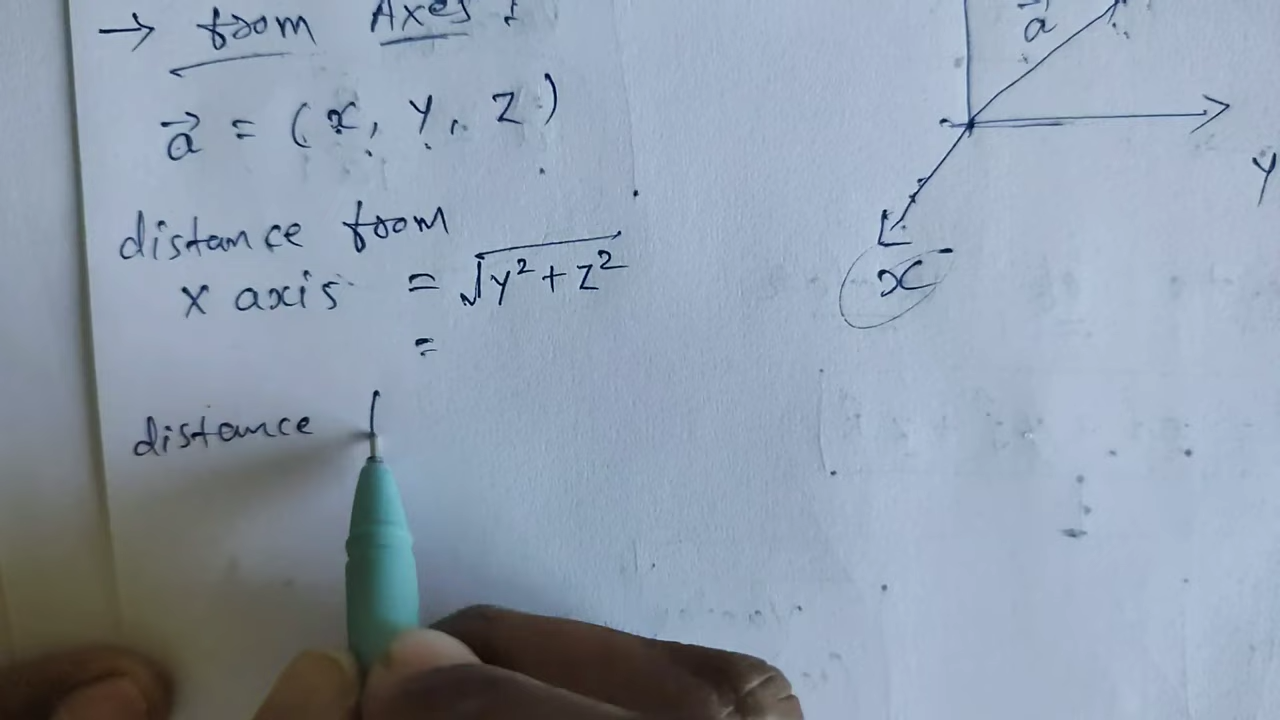 → from Axes :
a⃗ = (x, y, z)
distance from
x axis = √y²+z²
=
distance f
a⃗
Y
x